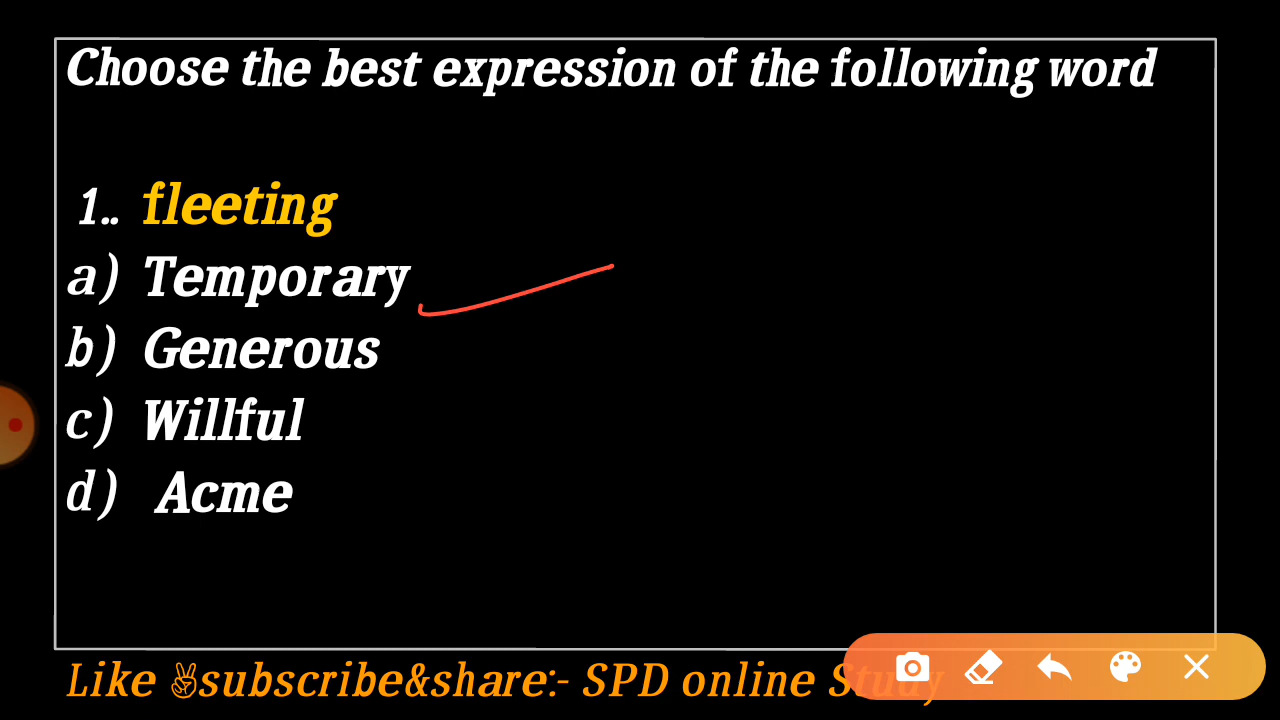 Choose the best expression of the following word
1.. fleeting
a) Temporary
b) Generous
c) Willful
d) Acme
Like ✌subscribe&share:- SPD online Study